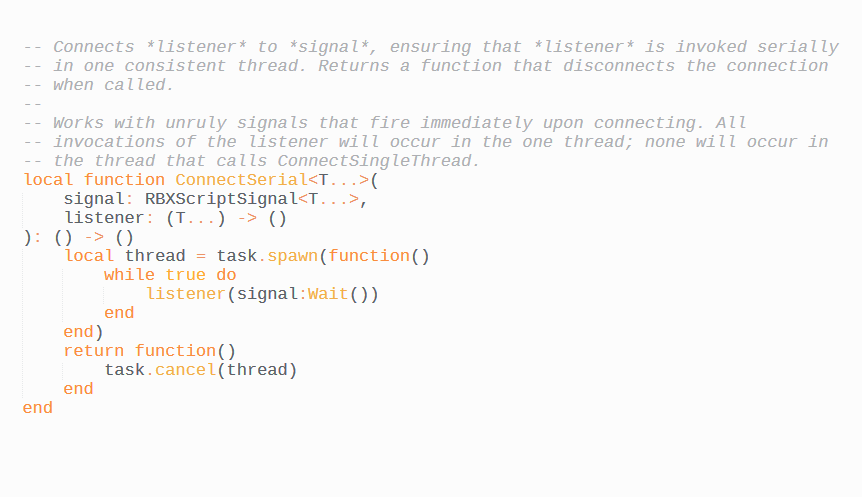 -- Connects *listener* to *signal*, ensuring that *listener* is invoked serially
-- in one consistent thread. Returns a function that disconnects the connection
-- when called.
--
-- Works with unruly signals that fire immediately upon connecting. All
-- invocations of the listener will occur in the one thread; none will occur in
-- the thread that calls ConnectSingleThread.
local function ConnectSerial<T...>(
    signal: RBXScriptSignal<T...>,
    listener: (T...) -> ()
): () -> ()
    local thread = task.spawn(function()
        while true do
            listener(signal:Wait())
        end
    end)
    return function()
        task.cancel(thread)
    end
end